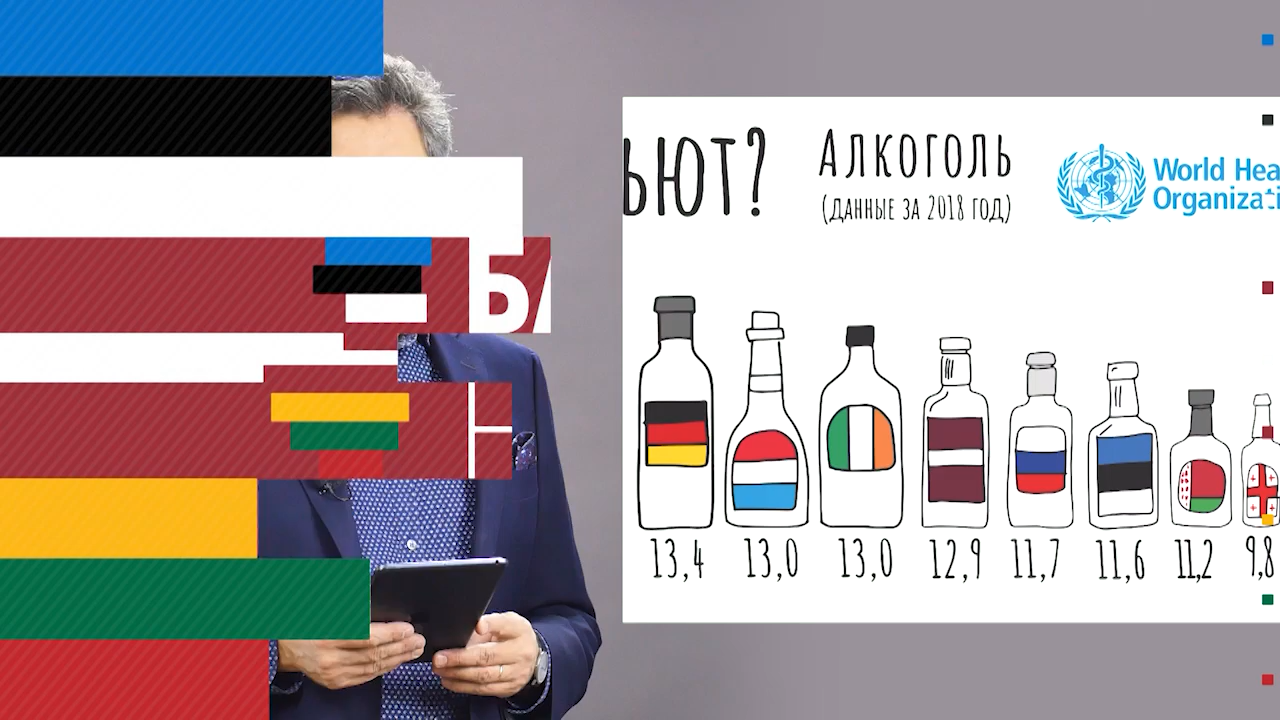 ЬЮТ?
АЛКОГОЛЬ
(ДАННЫЕ ЗА 2018 ГОД)
World Hea
Organizati
Б
13,4 13,0 13,0 12,9 11,7 11,6 11,2 9,8